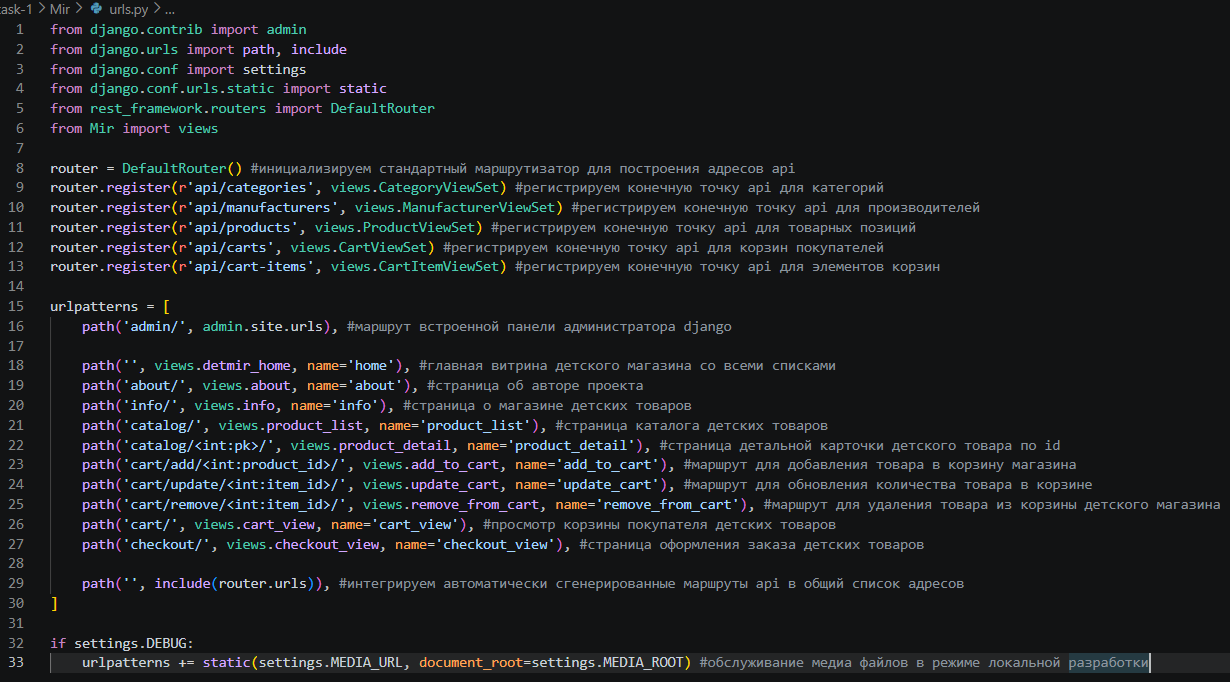 ask-1 > Mir > urls.py > ...
1 from django.contrib import admin
2 from django.urls import path, include
3 from django.conf import settings
4 from django.conf.urls.static import static
5 from rest_framework.routers import DefaultRouter
6 from Mir import views
7
8 router = DefaultRouter() #инициализируем стандартный маршрутизатор для построения адресов api
9 router.register(r'api/categories', views.CategoryViewSet) #регистрируем конечную точку api для категорий
10 router.register(r'api/manufacturers', views.ManufacturerViewSet) #регистрируем конечную точку api для производителей
11 router.register(r'api/products', views.ProductViewSet) #регистрируем конечную точку api для товарных позиций
12 router.register(r'api/carts', views.CartViewSet) #регистрируем конечную точку api для корзин покупателей
13 router.register(r'api/cart-items', views.CartItemViewSet) #регистрируем конечную точку api для элементов корзин
14
15 urlpatterns = [
16     path('admin/', admin.site.urls), #маршрут встроенной панели администратора django
17
18     path('', views.detmir_home, name='home'), #главная витрина детского магазина со всеми списками
19     path('about/', views.about, name='about'), #страница об авторе проекта
20     path('info/', views.info, name='info'), #страница о магазине детских товаров
21     path('catalog/', views.product_list, name='product_list'), #страница каталога детских товаров
22     path('catalog/<int:pk>/', views.product_detail, name='product_detail'), #страница детальной карточки детского товара по id
23     path('cart/add/<int:product_id>/', views.add_to_cart, name='add_to_cart'), #маршрут для добавления товара в корзину магазина
24     path('cart/update/<int:item_id>/', views.update_cart, name='update_cart'), #маршрут для обновления количества товара в корзине
25     path('cart/remove/<int:item_id>/', views.remove_from_cart, name='remove_from_cart'), #маршрут для удаления товара из корзины детского магазина
26     path('cart/', views.cart_view, name='cart_view'), #просмотр корзины покупателя детских товаров
27     path('checkout/', views.checkout_view, name='checkout_view'), #страница оформления заказа детских товаров
28
29     path('', include(router.urls)), #интегрируем автоматически сгенерированные маршруты api в общий список адресов
30 ]
31
32 if settings.DEBUG:
33     urlpatterns += static(settings.MEDIA_URL, document_root=settings.MEDIA_ROOT) #обслуживание медиа файлов в режиме локальной разработки